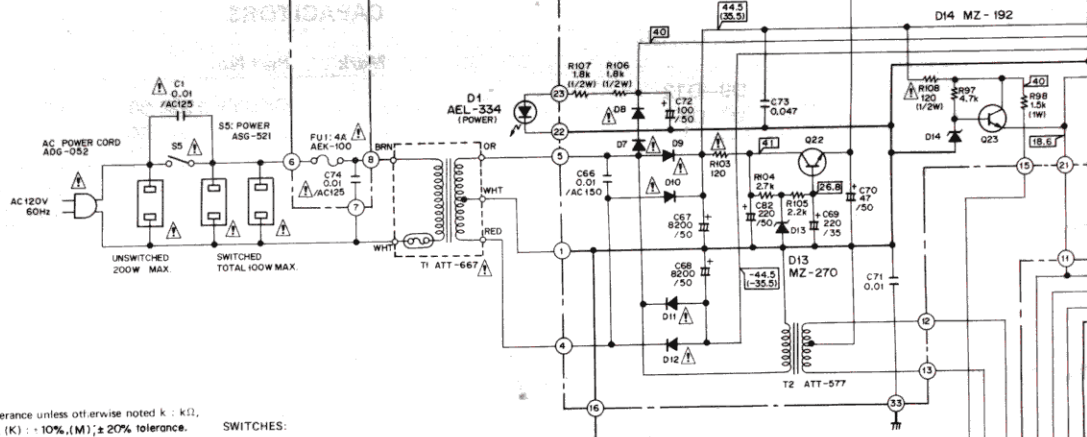 CAPACITORS
D14 MZ-192
44.5
(35.5)
40
R107
1.8k
(1/2W)
R106
1.8k
(1/2W)
D1
AEL-334
(POWER)
23
22
D8
C72
100
/50
C73
0.047
R108
120
(1/2W)
R97
4.7k
D14
Q23
40
R98
1.5k
(1W)
18.6
C1
0.01
/AC125
S5: POWER
ASG-521
FU1: 4A
AEK-100
AC POWER CORD
ADG-052
S5
6
8
BRN
OR
5
D7
D9
R103
120
41
Q22
15
21
C74
0.01
/AC125
C66
0.01
/AC150
D10
R104
2.7k
26.8
AC120V
60Hz
7
WHT
C67
8200
/50
C82
220
/50
R105
2.2k
D13
C69
220
/35
C70
47
/50
WHT
RED
1
UNSWITCHED
200W MAX.
SWITCHED
TOTAL 100W MAX.
T1 ATT-667
C68
8200
/50
-44.5
(-35.5)
D13
MZ-270
C71
0.01
11
D11
4
D12
12
13
T2 ATT-577
16
33
erance unless otherwise noted k : kΩ,
(K) : ±10%,(M);±20% tolerance.
SWITCHES: